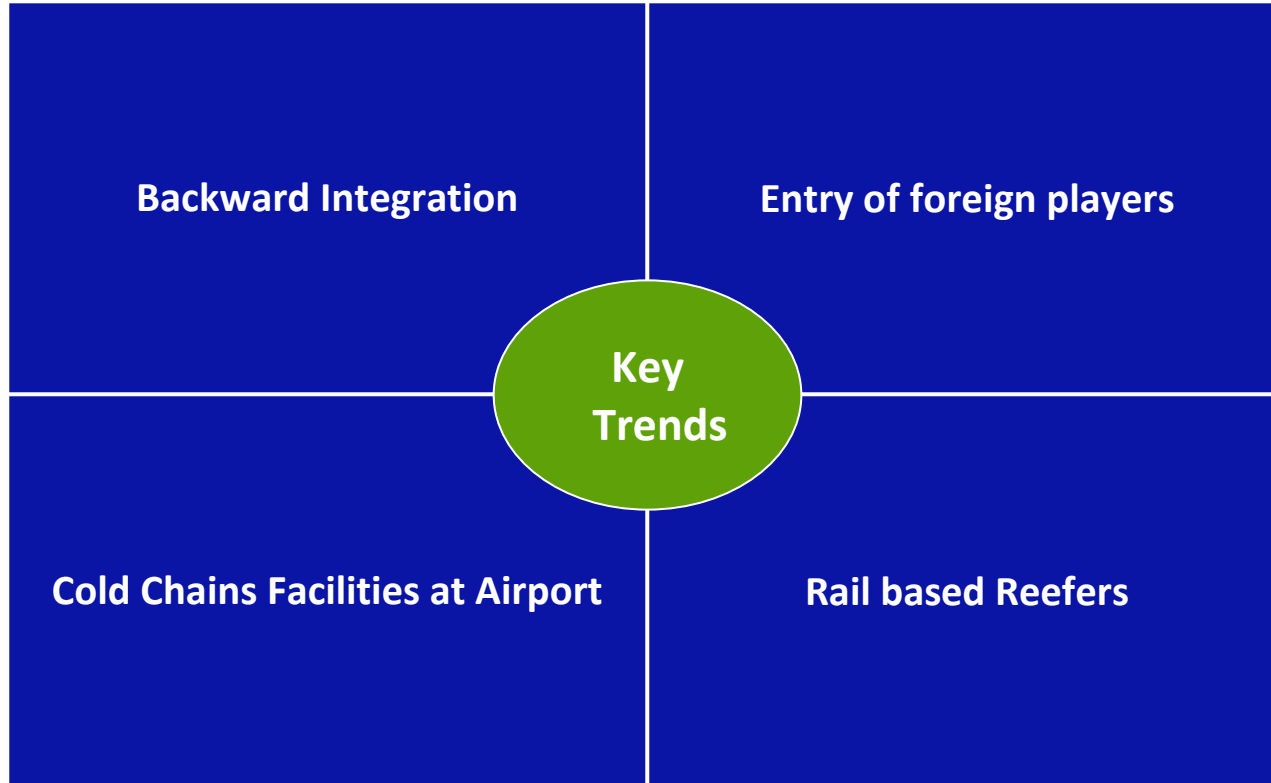 Backward Integration
Entry of foreign players
Key
Trends
Cold Chains Facilities at Airport
Rail based Reefers